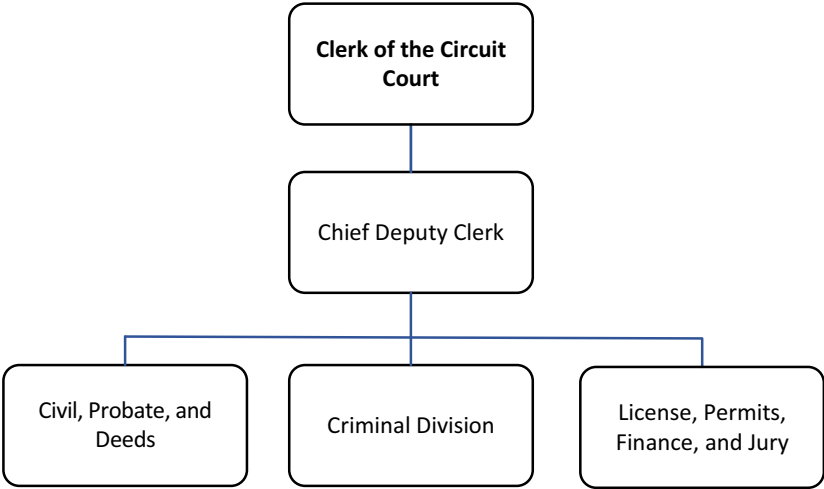 Clerk of the Circuit
Court
Chief Deputy Clerk
Civil, Probate, and
Deeds
Criminal Division
License, Permits,
Finance, and Jury